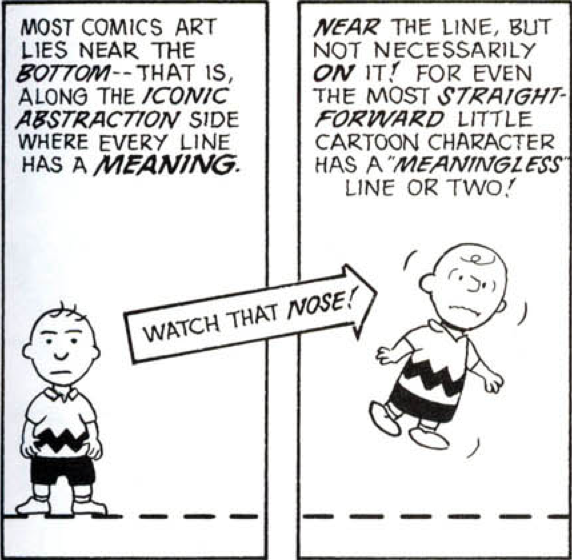 MOST COMICS ART
LIES NEAR THE
BOTTOM--THAT IS,
ALONG THE ICONIC
ABSTRACTION SIDE
WHERE EVERY LINE
HAS A MEANING.
NEAR THE LINE, BUT
NOT NECESSARILY
ON IT! FOR EVEN
THE MOST STRAIGHT-
FORWARD LITTLE
CARTOON CHARACTER
HAS A "MEANINGLESS"
LINE OR TWO!
WATCH THAT NOSE!